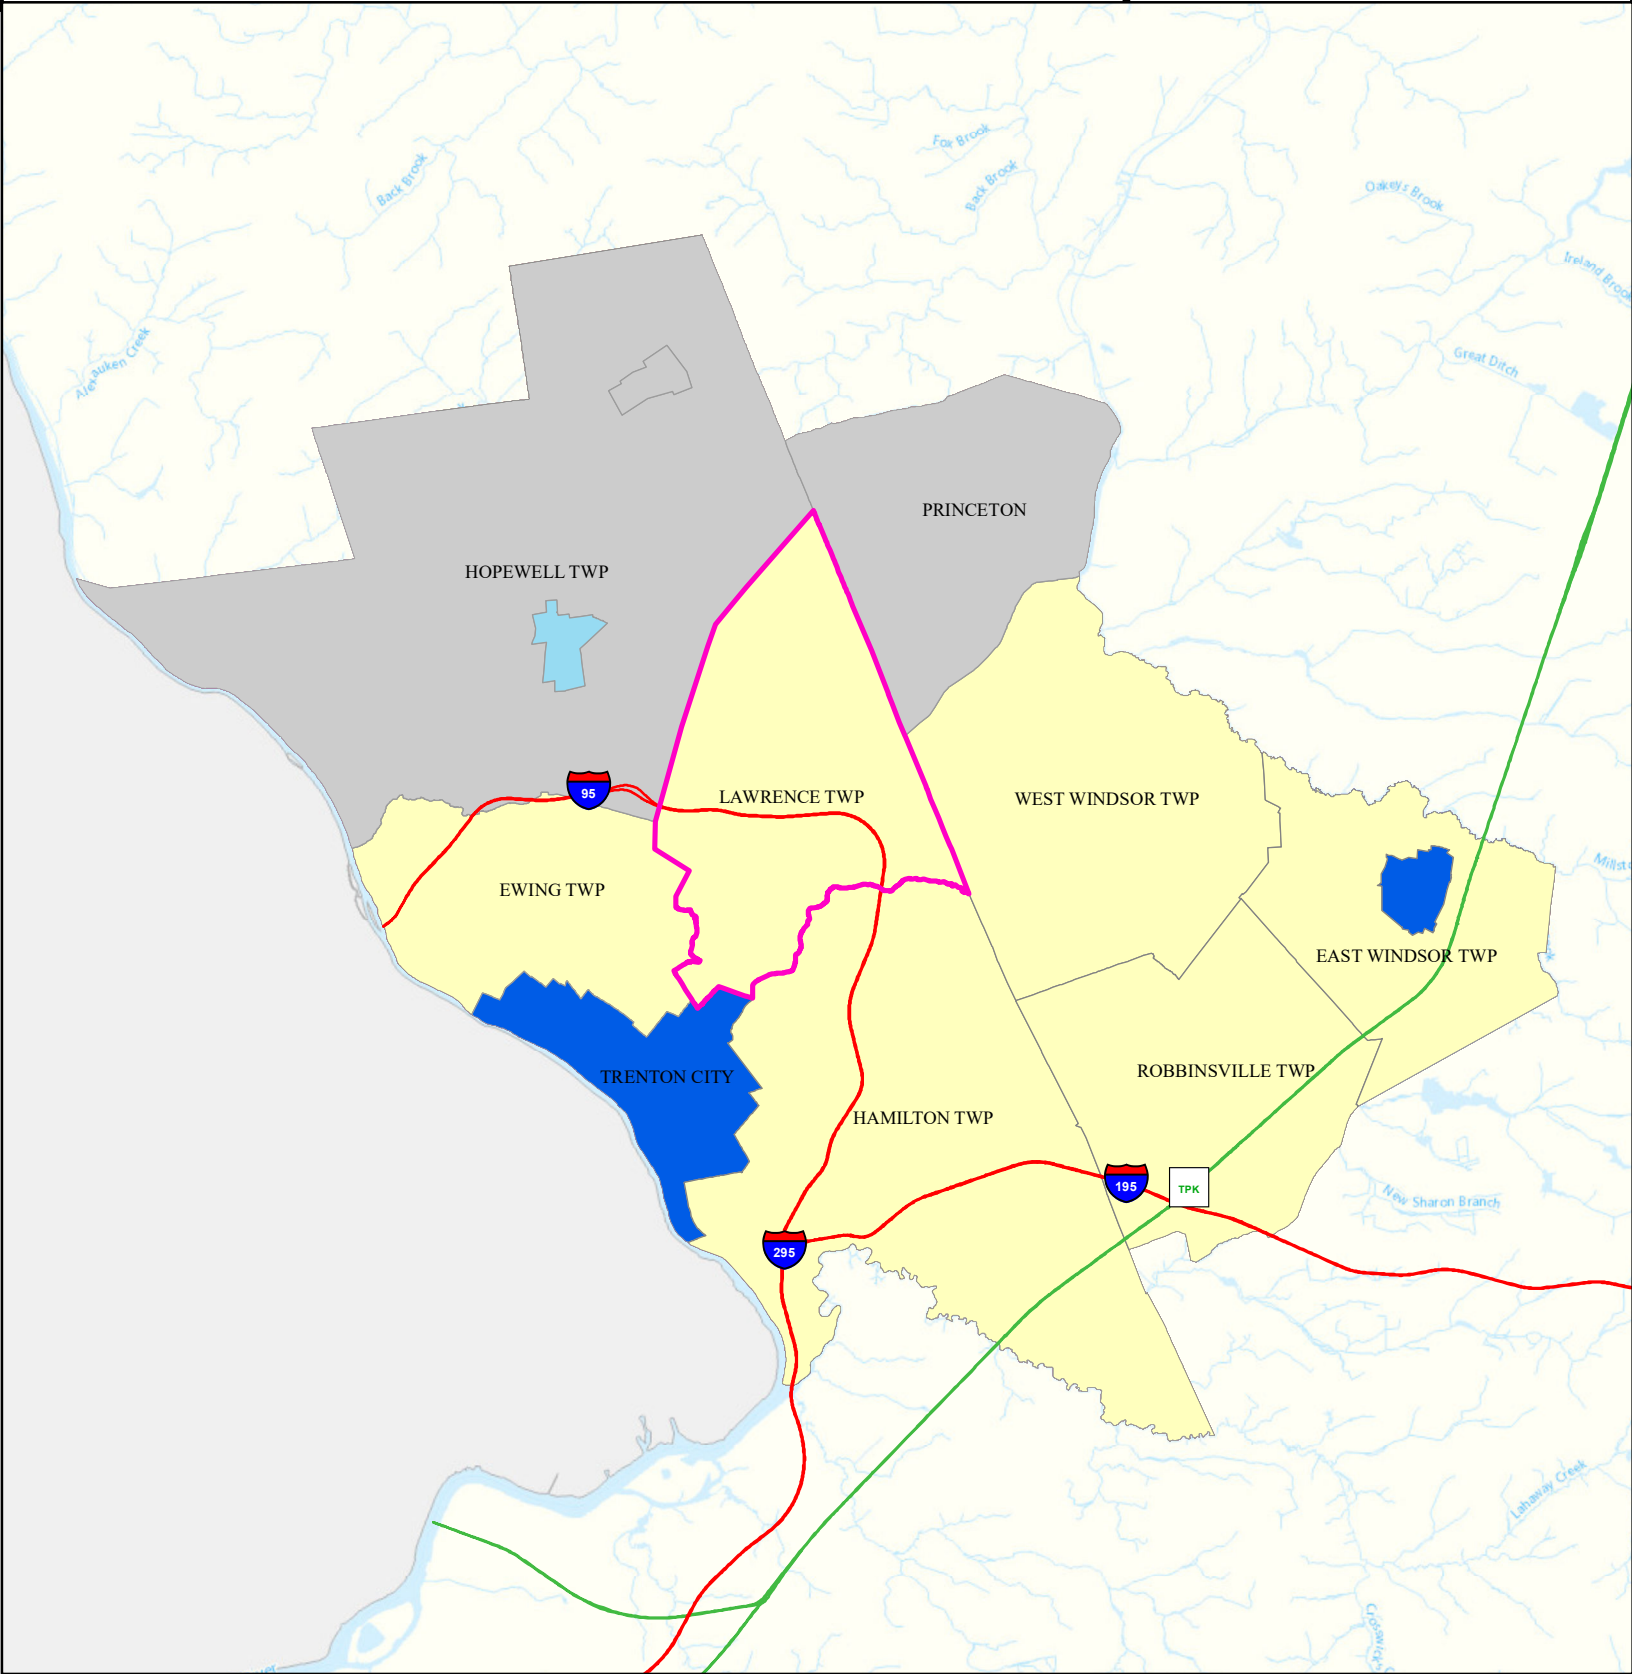 Fox Brook
Back Brook
Back Brook
Oakeys Brook
Ireland Brook
Alexauken Creek
Great Ditch
PRINCETON
HOPEWELL TWP
95
LAWRENCE TWP
WEST WINDSOR TWP
EWING TWP
EAST WINDSOR TWP
TRENTON CITY
ROBBINSVILLE TWP
HAMILTON TWP
195
TPK
New Sharon Branch
295
Lahaway Creek